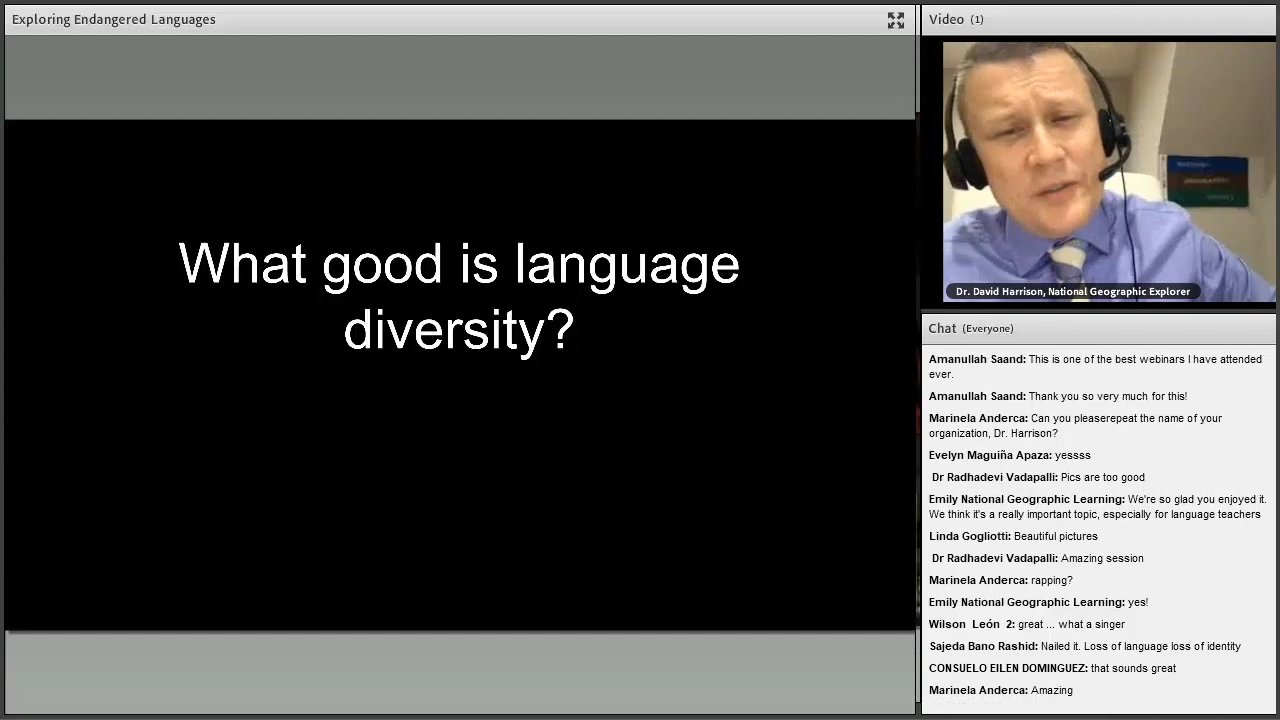 Exploring Endangered Languages
What good is language
diversity?
Video (1)
Dr. David Harrison, National Geographic Explorer
Chat (Everyone)
Amanullah Saand: This is one of the best webinars I have attended
ever.
Amanullah Saand: Thank you so very much for this!
Marinela Anderca: Can you pleaserepeat the name of your
organization, Dr. Harrison?
Evelyn Maguiña Apaza: yessss
Dr Radhadevi Vadapalli: Pics are too good
Emily National Geographic Learning: We're so glad you enjoyed it.
We think it's a really important topic, especially for language teachers
Linda Gogliotti: Beautiful pictures
Dr Radhadevi Vadapalli: Amazing session
Marinela Anderca: rapping?
Emily National Geographic Learning: yes!
Wilson León 2: great ... what a singer
Sajeda Bano Rashid: Nailed it. Loss of language loss of identity
CONSUELO EILEN DOMINGUEZ: that sounds great
Marinela Anderca: Amazing